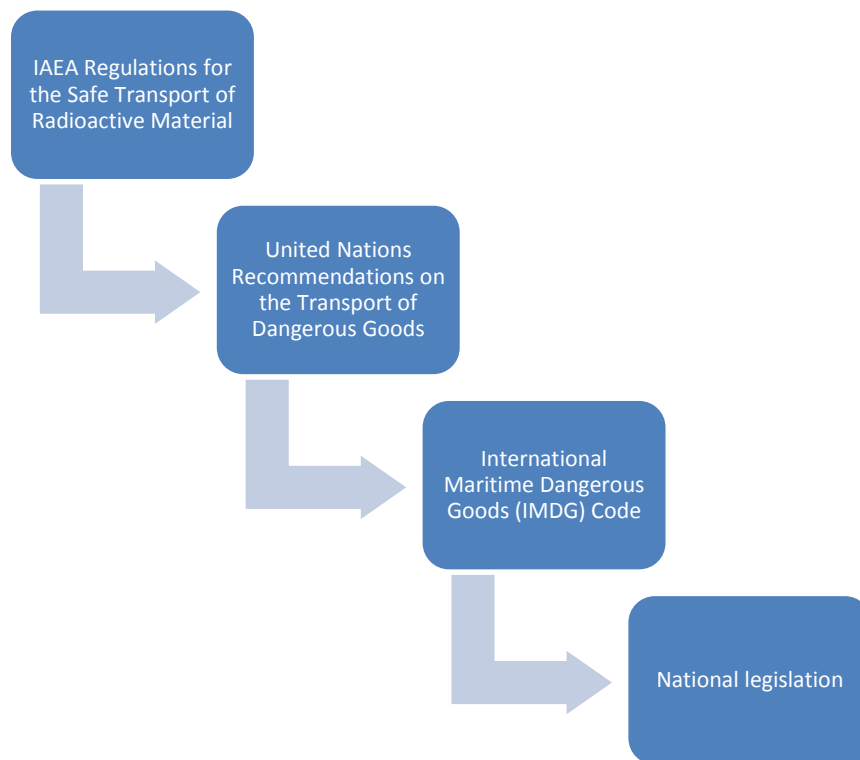 IAEA Regulations for
the Safe Transport of
Radioactive Material
United Nations
Recommendations on
the Transport of
Dangerous Goods
International
Maritime Dangerous
Goods (IMDG) Code
National legislation